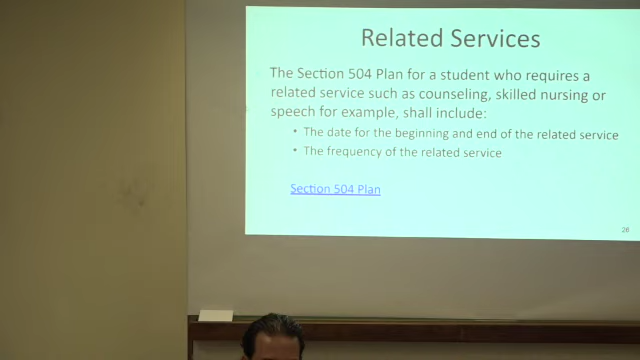 Related Services
The Section 504 Plan for a student who requires a
related service such as counseling, skilled nursing or
speech for example, shall include:
• The date for the beginning and end of the related service
• The frequency of the related service
Section 504 Plan
26